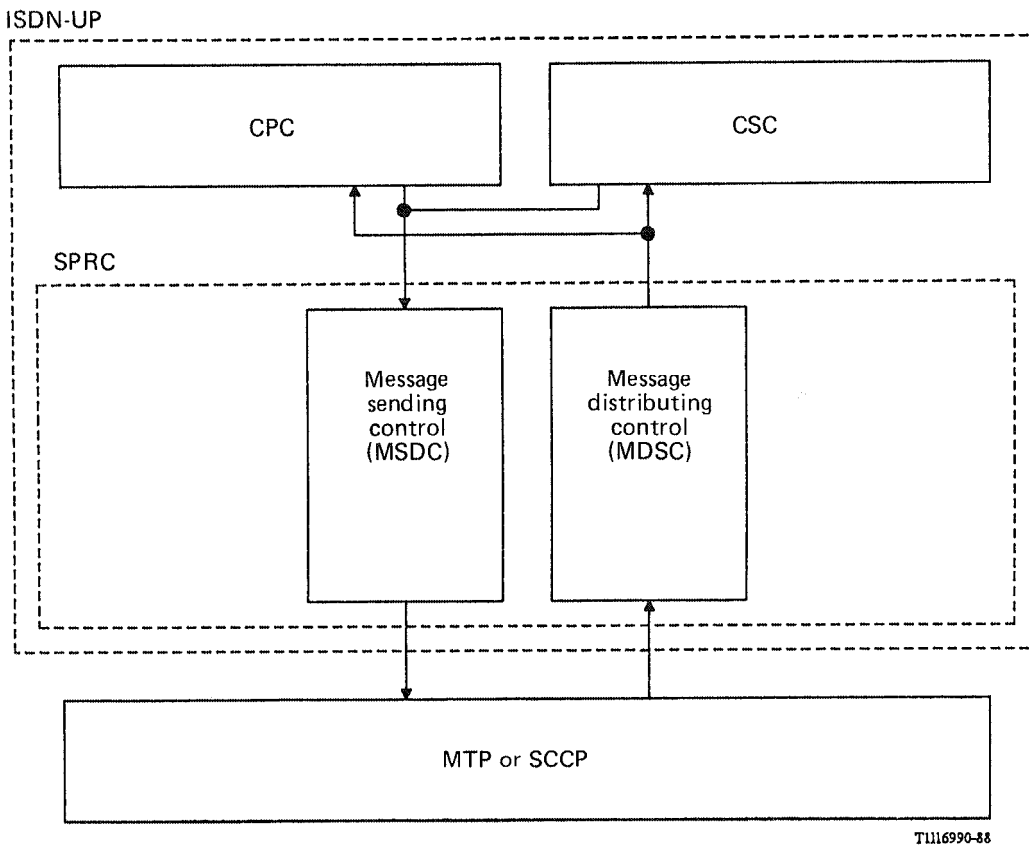 ISDN-UP
CPC
CSC
SPRC
Message
sending
control
(MSDC)
Message
distributing
control
(MDSC)
MTP or SCCP
T1116990-88